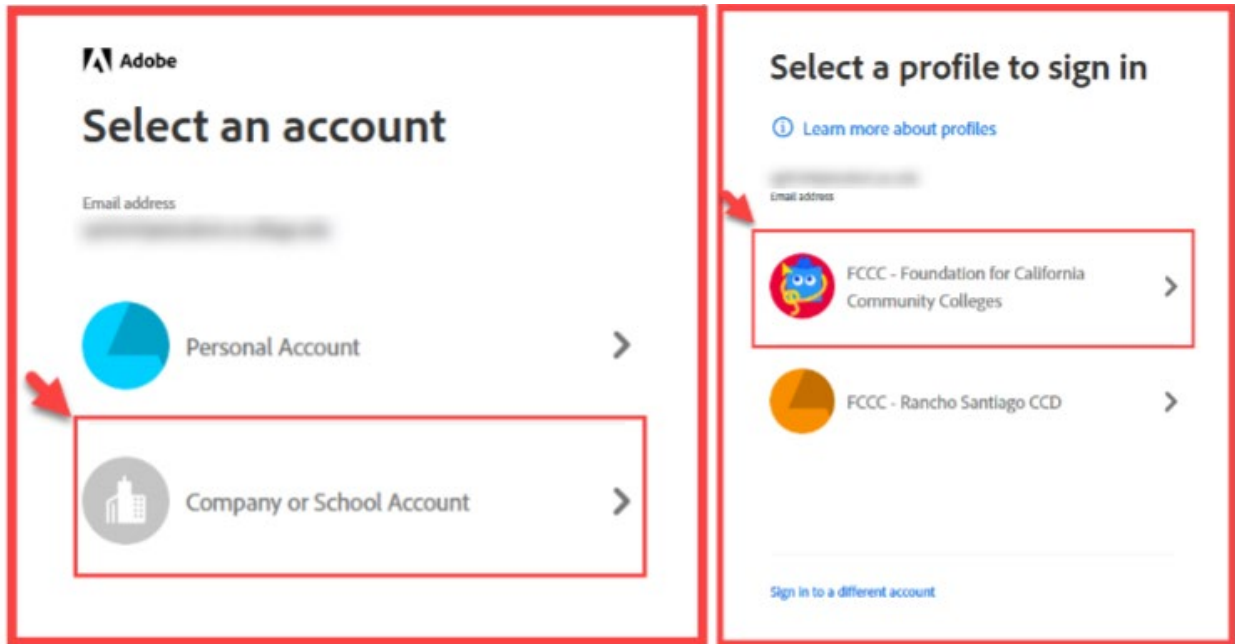 Adobe
Select an account
Email address
Personal Account
Company or School Account
Select a profile to sign in
Learn more about profiles
Email address
FCCC - Foundation for California
Community Colleges
FCCC - Rancho Santiago CCD
Sign in to a different account